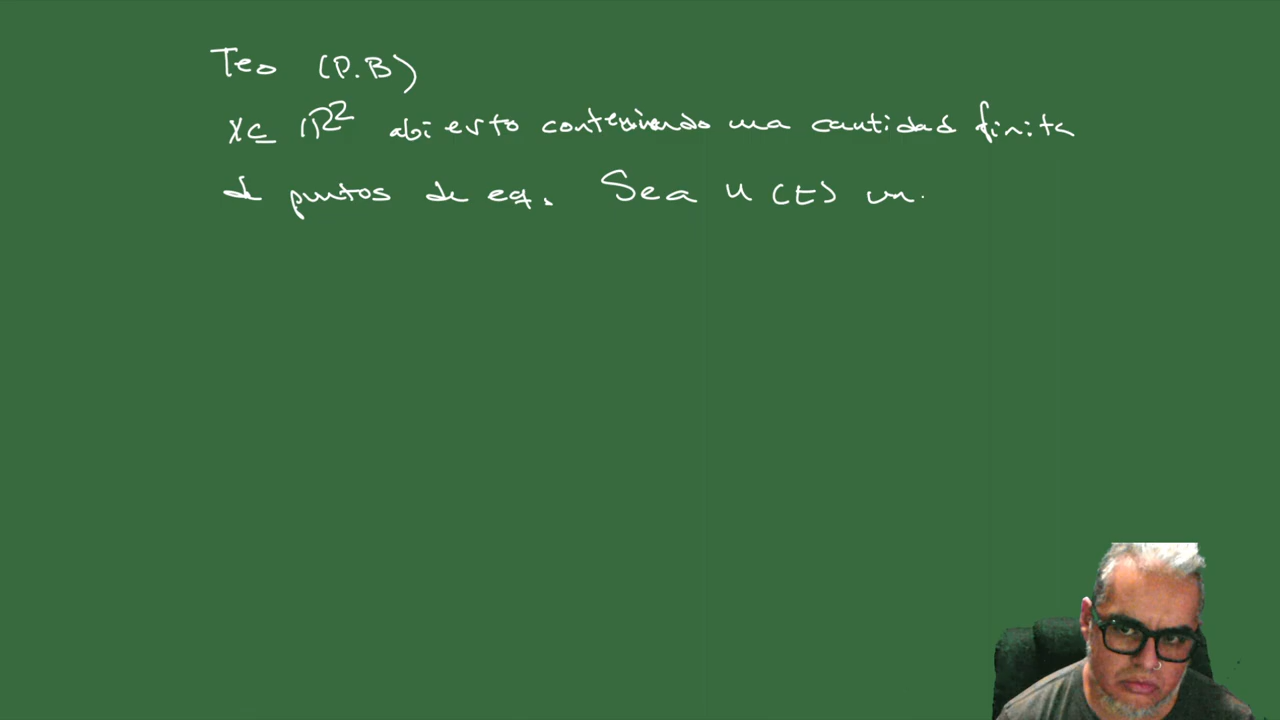 Teo (P.B)
X ⊆ ℝ² abierto conteniendo una cantidad finita
de puntos de eq. Sea u(t) un